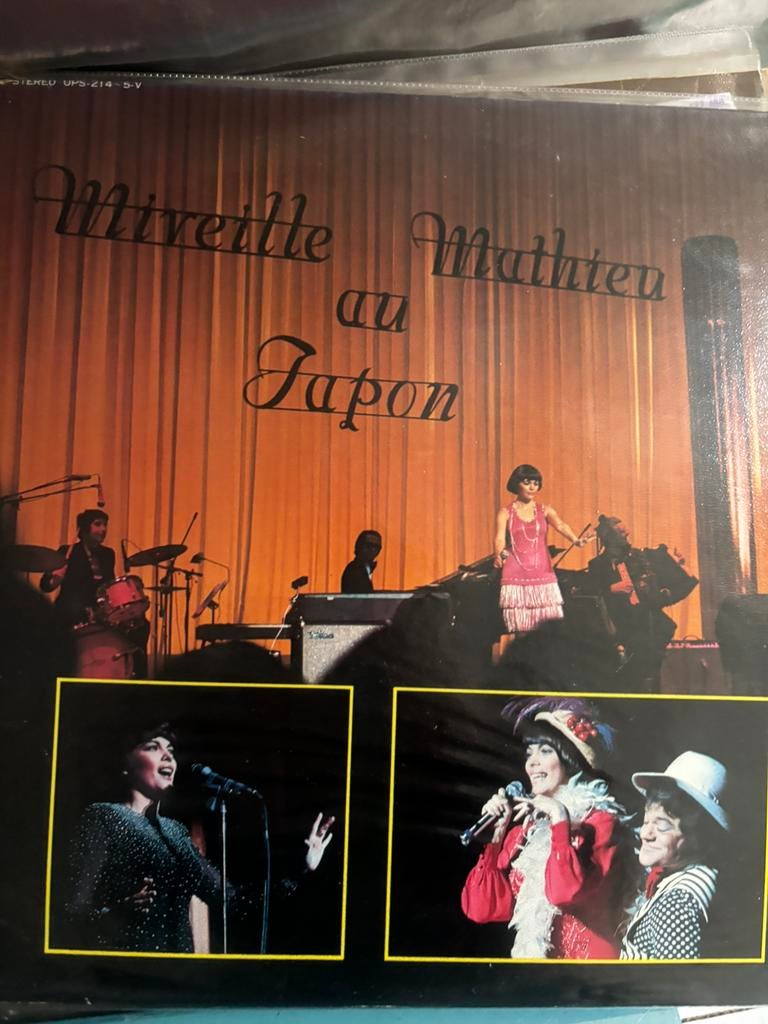 STEREO UPS-214~5-V
Mireille Mathieu
au
Japon